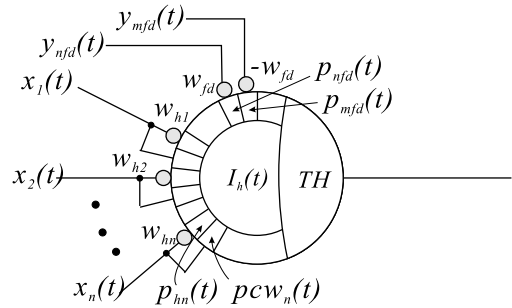 y_mfd(t)
y_nfd(t)
w_fd -w_fd p_nfd(t)
x_1(t)
p_mfd(t)
w_h1
w_h2
x_2(t) I_h(t) TH
w_hn
x_n(t) p_hn(t) pcw_n(t)